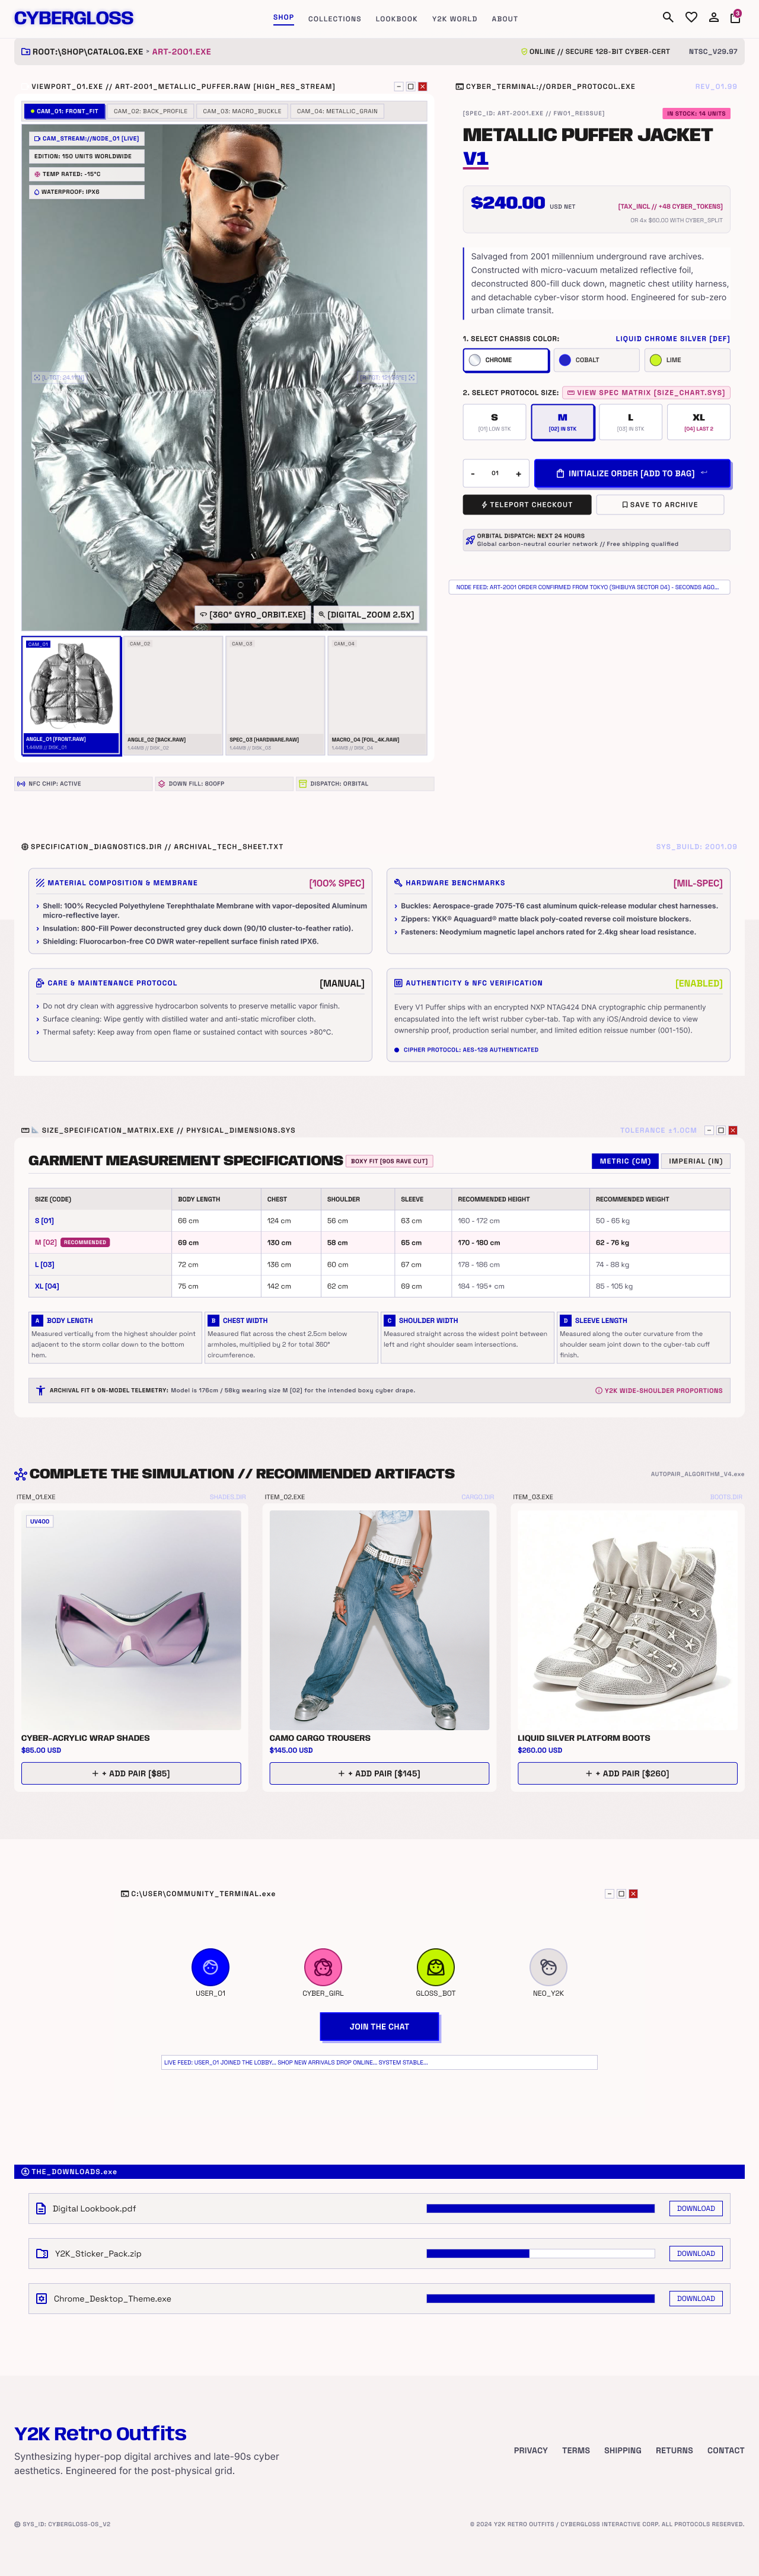 CYBERGLOSS
SHOP COLLECTIONS LOOKBOOK Y2K WORLD ABOUT
3
ROOT:\SHOP\CATALOG.EXE › ART-2001.EXE
ONLINE // SECURE 128-BIT CYBER-CERT NTSC_V29.97
VIEWPORT_01.EXE // ART-2001_METALLIC_PUFFER.RAW [HIGH_RES_STREAM]
CAM_01: FRONT_FIT CAM_02: BACK_PROFILE CAM_03: MACRO_BUCKLE CAM_04: METALLIC_GRAIN
CAM_STREAM://NODE_01 [LIVE]
EDITION: 150 UNITS WORLDWIDE
TEMP RATED: -15°C
WATERPROOF: IPX6
[360° GYRO_ORBIT.EXE] [DIGITAL_ZOOM 2.5X]
CAM_01 CAM_02 CAM_03 CAM_04
ANGLE_01 [FRONT.RAW] ANGLE_02 [BACK.RAW] SPEC_03 [HARDWARE.RAW] MACRO_04 [FOIL_4K.RAW]
1.44MB // DISK_01 1.44MB // DISK_02 1.44MB // DISK_03 1.44MB // DISK_04
NFC CHIP: ACTIVE DOWN FILL: 800FP DISPATCH: ORBITAL
CYBER_TERMINAL://ORDER_PROTOCOL.EXE REV_01.99
[SPEC_ID: ART-2001.EXE // FW01_REISSUE] IN STOCK: 14 UNITS
METALLIC PUFFER JACKET
V1
$240.00 USD NET [TAX_INCL // +48 CYBER_TOKENS]
OR 4x $60.00 WITH CYBER_SPLIT
Salvaged from 2001 millennium underground rave archives.
Constructed with micro-vacuum metalized reflective foil,
deconstructed 800-fill duck down, magnetic chest utility harness,
and detachable cyber-visor storm hood. Engineered for sub-zero
urban climate transit.
1. SELECT CHASSIS COLOR: LIQUID CHROME SILVER [DEF]
CHROME COBALT LIME
2. SELECT PROTOCOL SIZE: VIEW SPEC MATRIX [SIZE_CHART.SYS]
S M L XL
[01] LOW STK [02] IN STK [03] IN STK [04] LAST 2
- 01 + INITIALIZE ORDER [ADD TO BAG]
TELEPORT CHECKOUT SAVE TO ARCHIVE
ORBITAL DISPATCH: NEXT 24 HOURS
Global carbon-neutral courier network // Free shipping qualified
NODE FEED: ART-2001 ORDER CONFIRMED FROM TOKYO (SHIBUYA SECTOR 04) - SECONDS AGO...
SPECIFICATION_DIAGNOSTICS.DIR // ARCHIVAL_TECH_SHEET.TXT SYS_BUILD: 2001.09
MATERIAL COMPOSITION & MEMBRANE [100% SPEC]
› Shell: 100% Recycled Polyethylene Terephthalate Membrane with vapor-deposited Aluminum
micro-reflective layer.
› Insulation: 800-Fill Power deconstructed grey duck down (90/10 cluster-to-feather ratio).
› Shielding: Fluorocarbon-free C0 DWR water-repellent surface finish rated IPX6.
HARDWARE BENCHMARKS [MIL-SPEC]
› Buckles: Aerospace-grade 7075-T6 cast aluminum quick-release modular chest harnesses.
› Zippers: YKK® Aquaguard® matte black poly-coated reverse coil moisture blockers.
› Fasteners: Neodymium magnetic lapel anchors rated for 2.4kg shear load resistance.
CARE & MAINTENANCE PROTOCOL [MANUAL]
› Do not dry clean with aggressive hydrocarbon solvents to preserve metallic vapor finish.
› Surface cleaning: Wipe gently with distilled water and anti-static microfiber cloth.
› Thermal safety: Keep away from open flame or sustained contact with sources >80°C.
AUTHENTICITY & NFC VERIFICATION [ENABLED]
Every V1 Puffer ships with an encrypted NXP NTAG424 DNA cryptographic chip permanently
encapsulated into the left wrist rubber cyber-tab. Tap with any iOS/Android device to view
ownership proof, production serial number, and limited edition reissue number (001-150).
CIPHER PROTOCOL: AES-128 AUTHENTICATED
SIZE_SPECIFICATION_MATRIX.EXE // PHYSICAL_DIMENSIONS.SYS TOLERANCE ±1.0CM
GARMENT MEASUREMENT SPECIFICATIONS BOXY FIT [90S RAVE CUT] METRIC (CM) IMPERIAL (IN)
SIZE (CODE) BODY LENGTH CHEST SHOULDER SLEEVE RECOMMENDED HEIGHT RECOMMENDED WEIGHT
S [01] 66 cm 124 cm 56 cm 63 cm 160 - 172 cm 50 - 65 kg
M [02] RECOMMENDED 69 cm 130 cm 58 cm 65 cm 170 - 180 cm 62 - 76 kg
L [03] 72 cm 136 cm 60 cm 67 cm 178 - 186 cm 74 - 88 kg
XL [04] 75 cm 142 cm 62 cm 69 cm 184 - 195+ cm 85 - 105 kg
A BODY LENGTH
Measured vertically from the highest shoulder point
adjacent to the storm collar down to the bottom
hem.
B CHEST WIDTH
Measured flat across the chest 2.5cm below
armholes, multiplied by 2 for total 360°
circumference.
C SHOULDER WIDTH
Measured straight across the widest point between
left and right shoulder seam intersections.
D SLEEVE LENGTH
Measured along the outer curvature from the
shoulder seam joint down to the cyber-tab cuff
finish.
ARCHIVAL FIT & ON-MODEL TELEMETRY: Model is 176cm / 58kg wearing size M [02] for the intended boxy cyber drape. Y2K WIDE-SHOULDER PROPORTIONS
COMPLETE THE SIMULATION // RECOMMENDED ARTIFACTS AUTOPAIR_ALGORITHM_V4.exe
ITEM_01.EXE SHADES.DIR ITEM_02.EXE CARGO.DIR ITEM_03.EXE BOOTS.DIR
UV400
CYBER-ACRYLIC WRAP SHADES CAMO CARGO TROUSERS LIQUID SILVER PLATFORM BOOTS
$85.00 USD $145.00 USD $260.00 USD
+ + ADD PAIR [$85] + + ADD PAIR [$145] + + ADD PAIR [$260]
C:\USER\COMMUNITY_TERMINAL.exe
USER_01 CYBER_GIRL GLOSS_BOT NEO_Y2K
JOIN THE CHAT
LIVE FEED: USER_01 JOINED THE LOBBY... SHOP NEW ARRIVALS DROP ONLINE... SYSTEM STABLE...
THE_DOWNLOADS.exe
Digital Lookbook.pdf DOWNLOAD
Y2K_Sticker_Pack.zip DOWNLOAD
Chrome_Desktop_Theme.exe DOWNLOAD
Y2K Retro Outfits
Synthesizing hyper-pop digital archives and late-90s cyber
aesthetics. Engineered for the post-physical grid.
PRIVACY TERMS SHIPPING RETURNS CONTACT
SYS_ID: CYBERGLOSS-OS_V2
© 2024 Y2K RETRO OUTFITS / CYBERGLOSS INTERACTIVE CORP. ALL PROTOCOLS RESERVED.